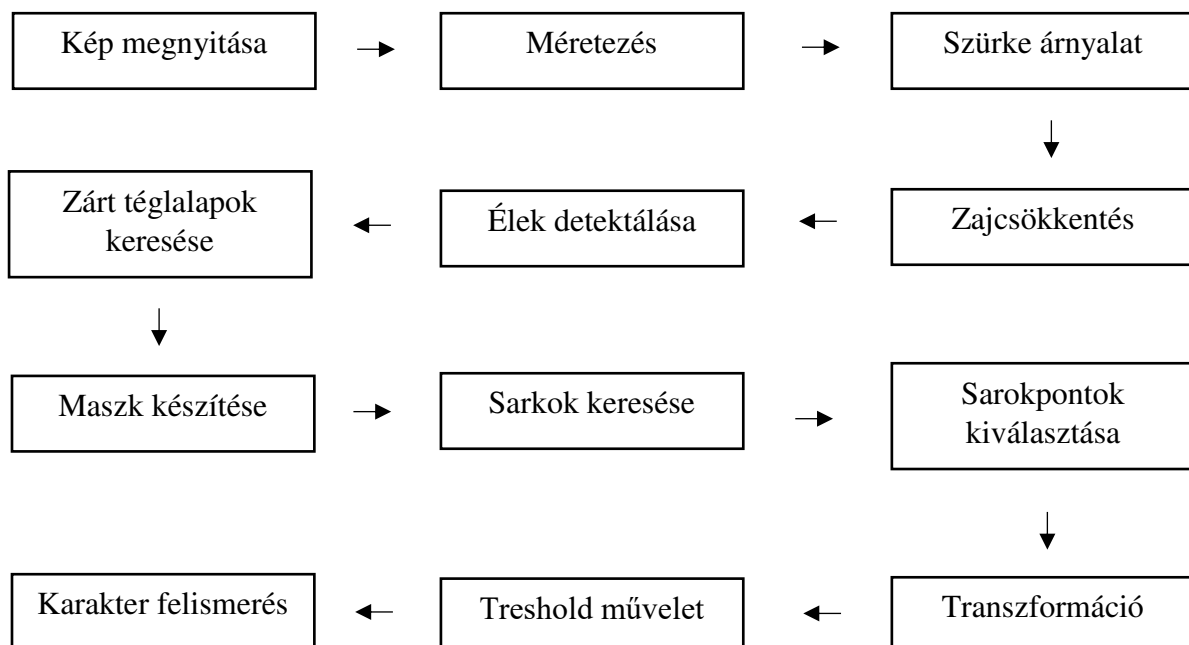 Kép megnyitása
Méretezés
Szürke árnyalat
Zajcsökkentés
Élek detektálása
Zárt téglalapok
keresése
Maszk készítése
Sarkok keresése
Sarokpontok
kiválasztása
Transzformáció
Treshold művelet
Karakter felismerés